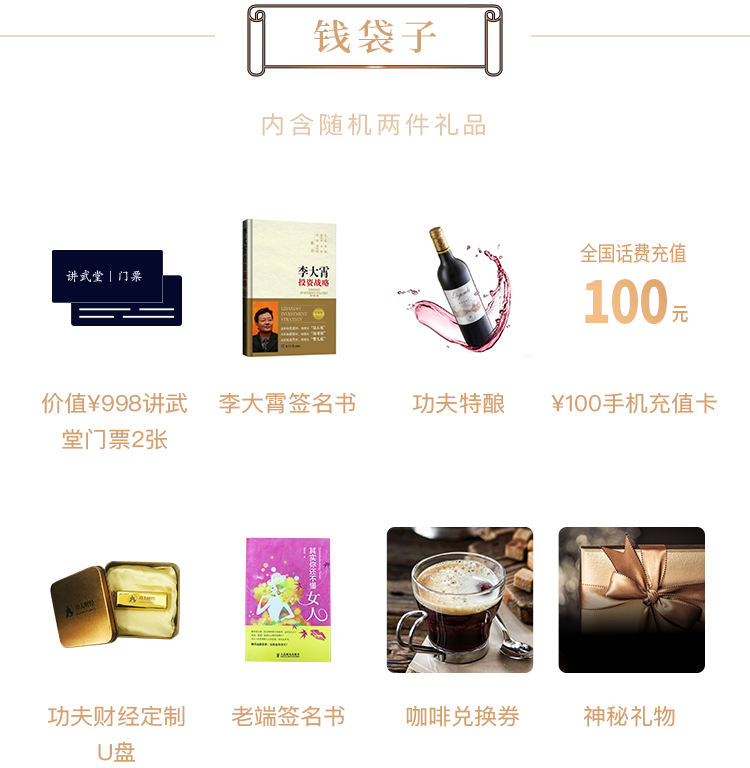 钱袋子
内含随机两件礼品
讲武堂|门票
李大霄
投资战略
全国话费充值
100元
价值¥998讲武
堂门票2张
李大霄签名书
功夫特酿
¥100手机充值卡
其实你还不懂
女人
功夫财经定制
U盘
老端签名书
咖啡兑换券
神秘礼物